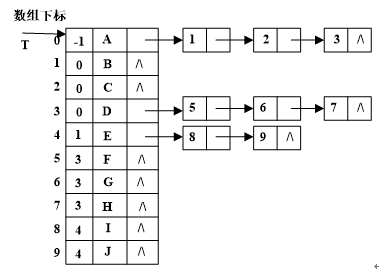 数组下标
T
0 -1 A 1 2 3 /\
1 0 B /\
2 0 C /\
3 0 D 5 6 7 /\
4 1 E 8 9 /\
5 3 F /\
6 3 G /\
7 3 H /\
8 4 I /\
9 4 J /\